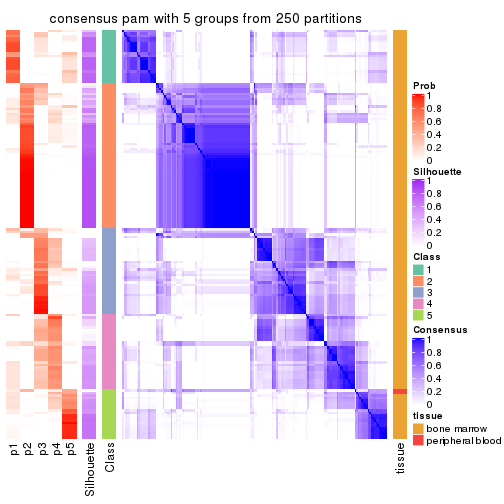 consensus pam with 5 groups from 250 partitions
Prob
1
0.8
0.6
0.4
0.2
0
Silhouette
1
0.8
0.6
0.4
0.2
0
Class
1
2
3
4
5
Consensus
1
0.8
0.6
0.4
0.2
0
tissue
bone marrow
peripheral blood
p1
p2
p3
p4
p5
Silhouette
Class
tissue